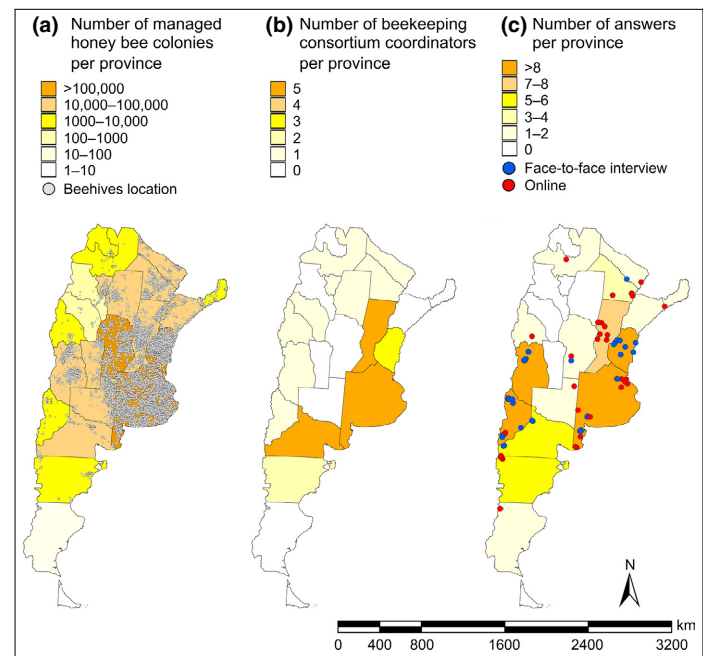 (a) Number of managed
honey bee colonies
per province
>100,000
10,000–100,000
1000–10,000
100–1000
10–100
1–10
Beehives location
(b) Number of beekeeping
consortium coordinators
per province
5
4
3
2
1
0
(c) Number of answers
per province
>8
7–8
5–6
3–4
1–2
0
Face-to-face interview
Online
N
km
0 400 800 1600 2400 3200